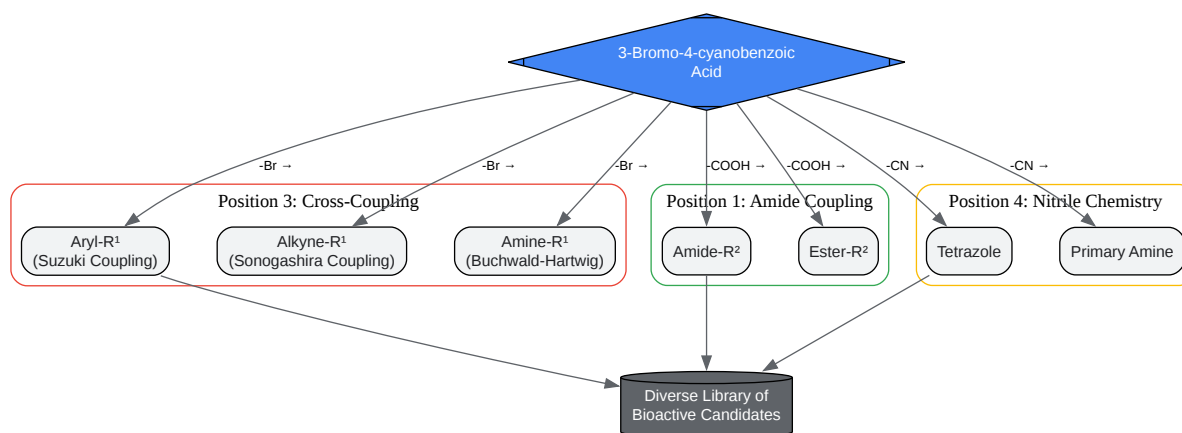 3-Bromo-4-cyanobenzoic
Acid
-Br →
-Br →
-Br →
-COOH →
-COOH →
-CN →
-CN →
Position 3: Cross-Coupling
Position 1: Amide Coupling
Position 4: Nitrile Chemistry
Aryl-R¹
(Suzuki Coupling)
Alkyne-R¹
(Sonogashira Coupling)
Amine-R¹
(Buchwald-Hartwig)
Amide-R²
Ester-R²
Tetrazole
Primary Amine
Diverse Library of
Bioactive Candidates